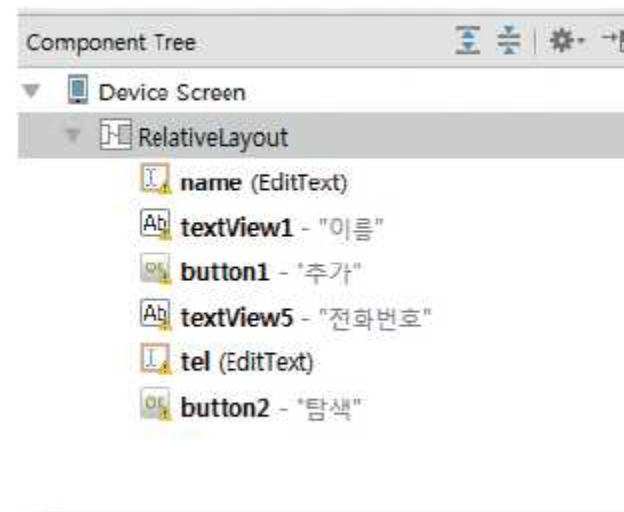 Component Tree
Device Screen
RelativeLayout
name (EditText)
textView1 - "이름"
button1 - "추가"
textView5 - "전화번호"
tel (EditText)
button2 - "탐색"